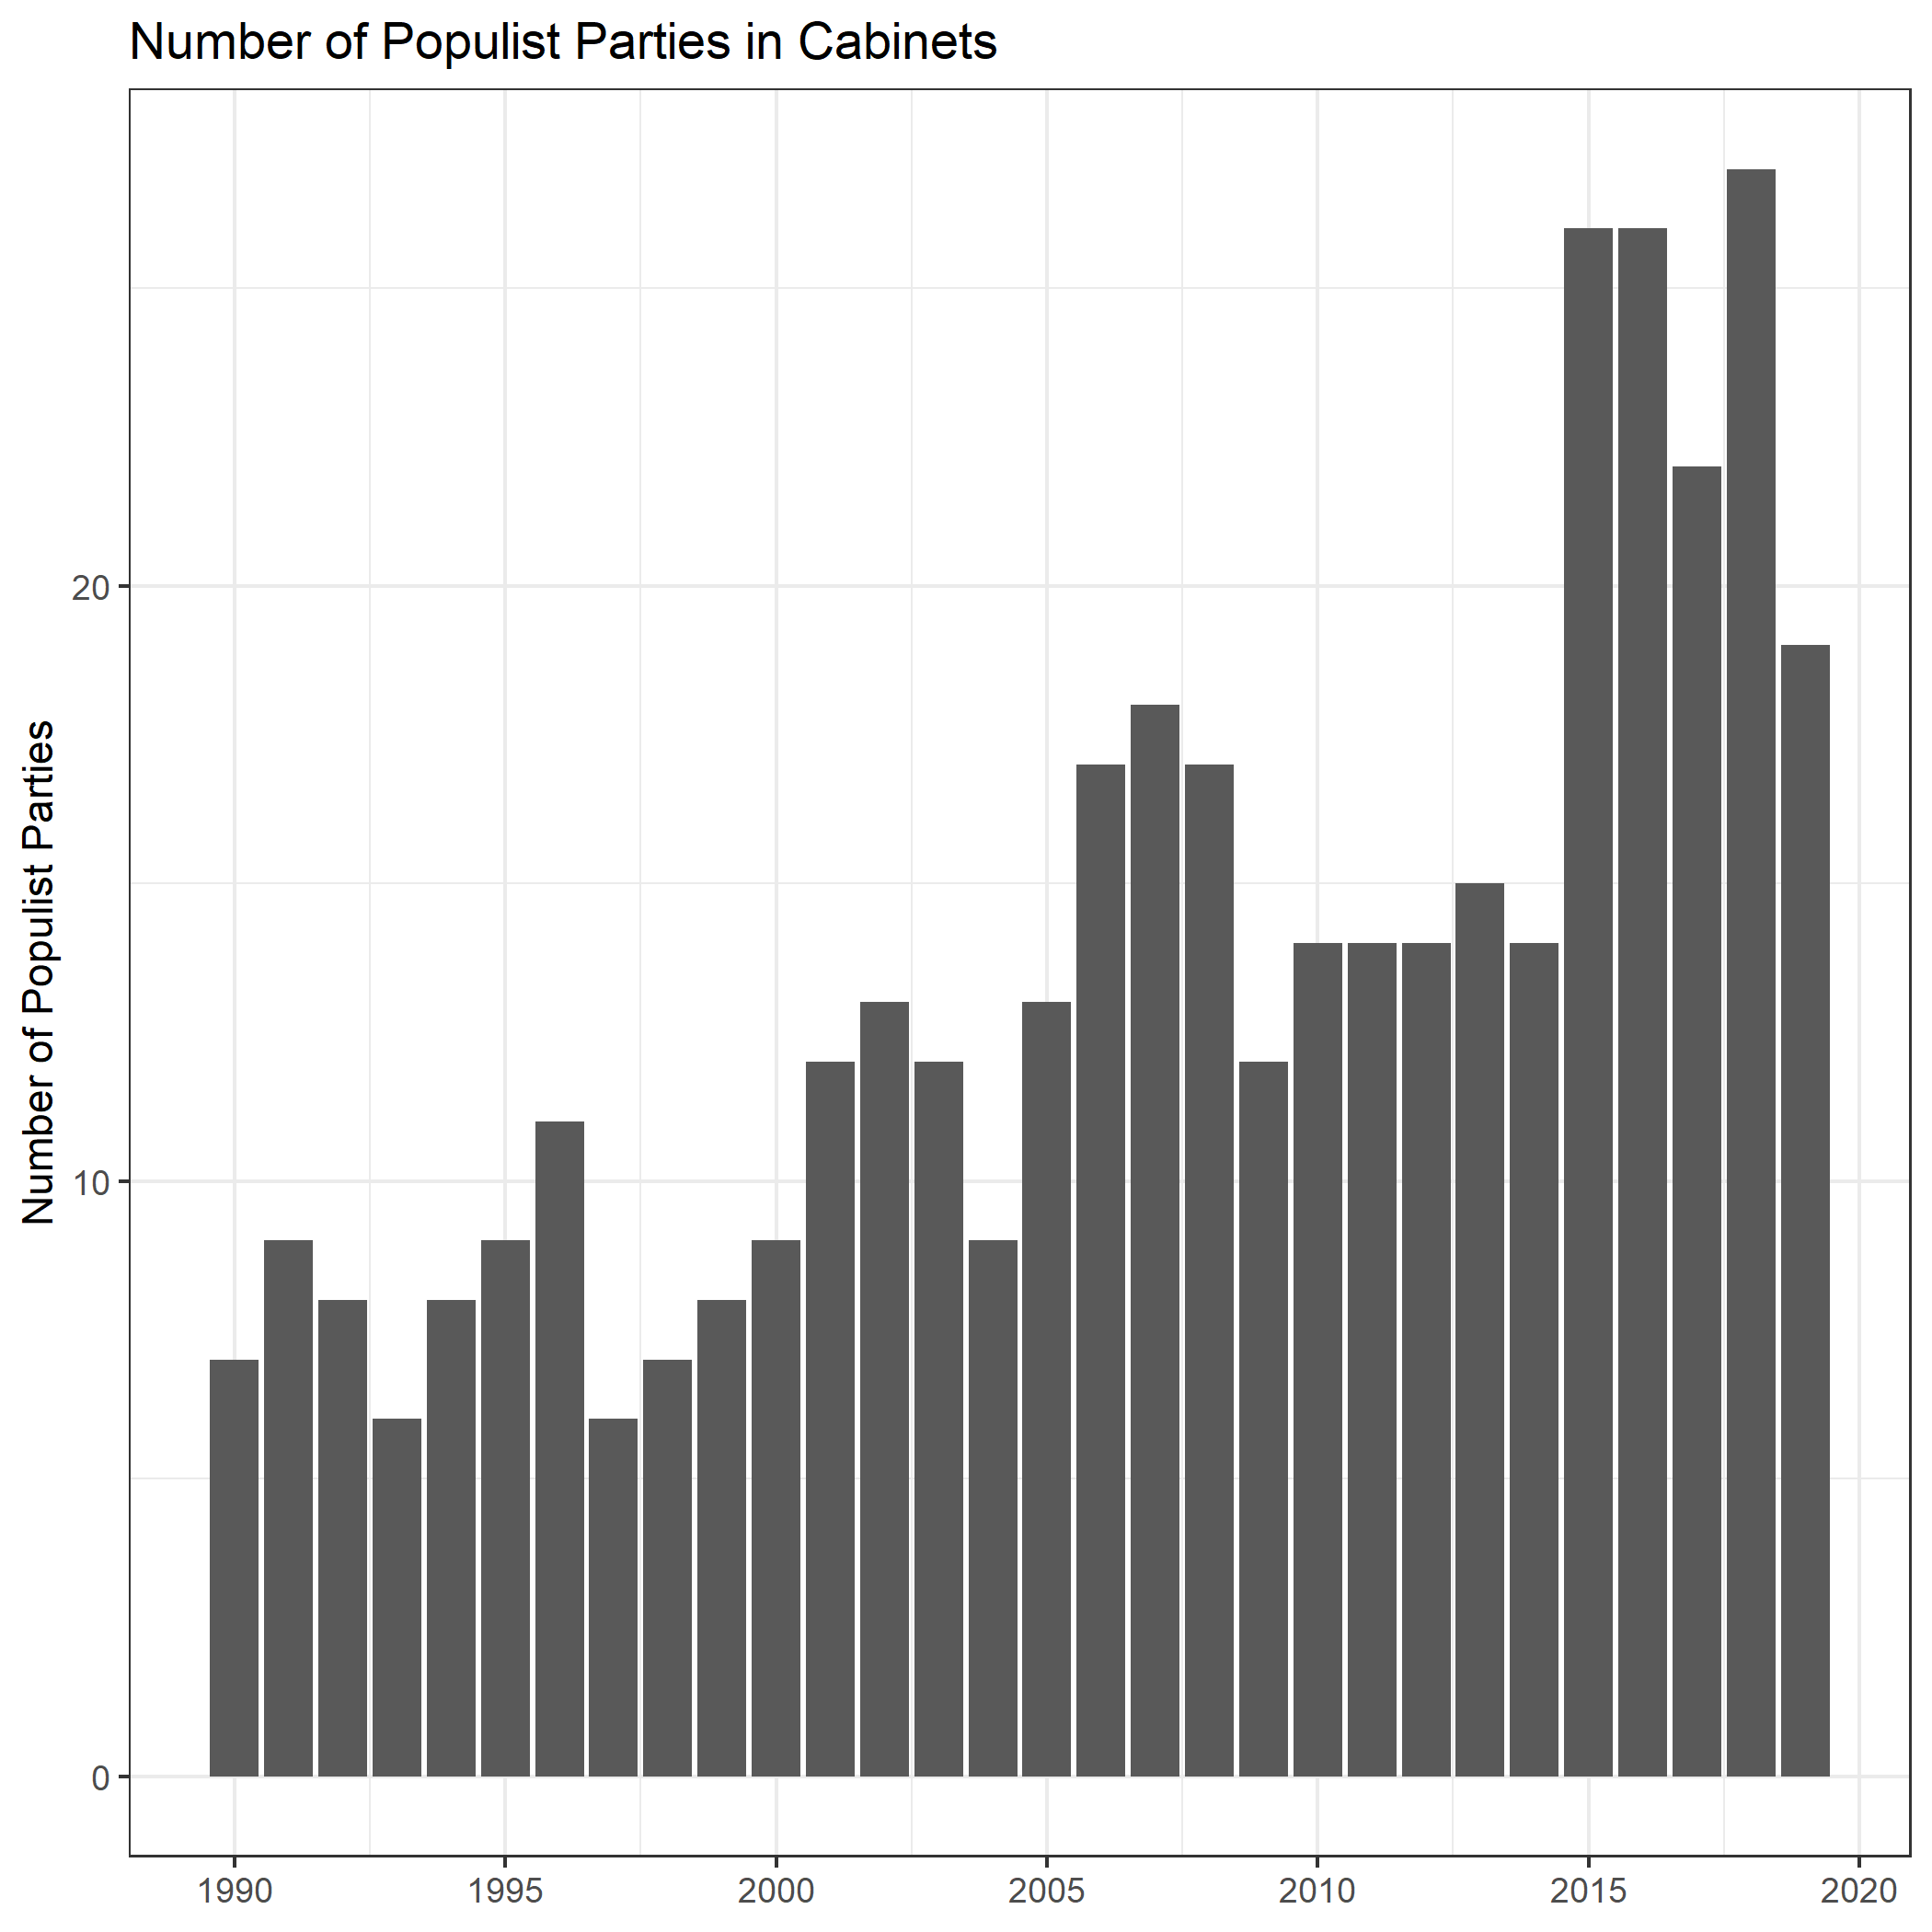 Number of Populist Parties in Cabinets
Number of Populist Parties
20
10
0
1990 1995 2000 2005 2010 2015 2020